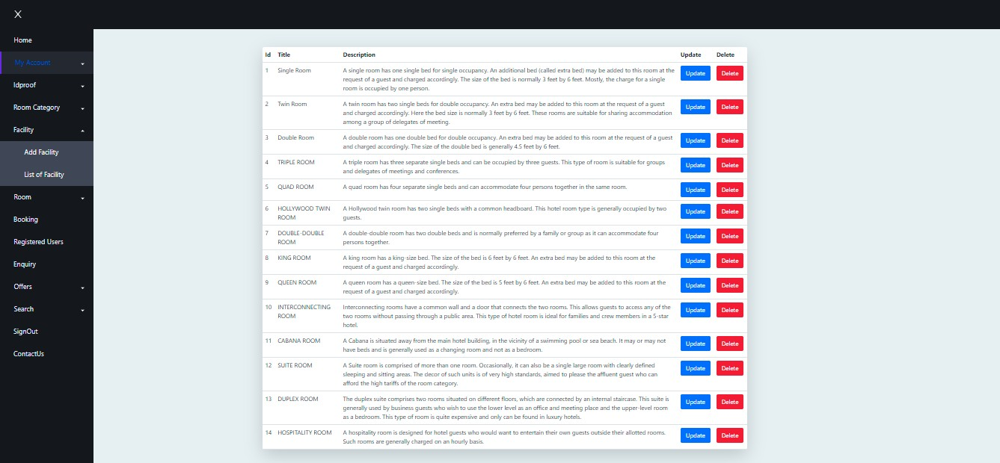 X
Home
My Account
Idproof
Room Category
Facility
Add Facility
List of Facility
Room
Booking
Registered Users
Enquiry
Offers
Search
SignOut
ContactUs
Id Title Description Update Delete
1 Single Room A single room has one single bed for single occupancy. An additional bed (called extra bed) may be added to this room at the Update Delete
request of a guest and charged accordingly. The size of the bed is normally 3 feet by 6 feet. Mostly, the charge for a single
room is occupied by one person.
2 Twin Room A twin room has two single beds for double occupancy. An extra bed may be added to this room at the request of a guest Update Delete
and charged accordingly. Here the bed size is normally 3 feet by 6 feet. These rooms are suitable for sharing accommodation
among a group of delegates of meeting.
3 Double Room A double room has one double bed for double occupancy. An extra bed may be added to this room at the request of a guest Update Delete
and charged accordingly. The size of the double bed is generally 4.5 feet by 6 feet.
4 TRIPLE ROOM A triple room has three separate single beds and can be occupied by three guests. This type of room is suitable for groups Update Delete
and delegates of meetings and conferences.
5 QUAD ROOM A quad room has four separate single beds and can accommodate four persons together in the same room. Update Delete
6 HOLLYWOOD TWIN A Hollywood twin room has two single beds with a common headboard. This hotel room type is generally occupied by two Update Delete
ROOM guests.
7 DOUBLE-DOUBLE A double-double room has two double beds and is normally preferred by a family or group as it can accommodate four Update Delete
ROOM persons together.
8 KING ROOM A king room has a king-size bed. The size of the bed is 6 feet by 6 feet. An extra bed may be added to this room at the Update Delete
request of a guest and charged accordingly.
9 QUEEN ROOM A queen room has a queen-size bed. The size of the bed is 5 feet by 6 feet. An extra bed may be added to this room at the Update Delete
request of a guest and charged accordingly.
10 INTERCONNECTING Interconnecting rooms have a common wall and a door that connects the two rooms. This allows guests to access any of the Update Delete
ROOM two rooms without passing through a public area. This type of hotel room is ideal for families and crew members in a 5-star
hotel.
11 CABANA ROOM A Cabana is situated away from the main hotel building, in the vicinity of a swimming pool or sea beach. It may or may not Update Delete
have beds and is generally used as a changing room and not as a bedroom.
12 SUITE ROOM A Suite room is comprised of more than one room. Occasionally, it can also be a single large room with clearly defined Update Delete
sleeping and sitting areas. The decor of such units is of very high standards, aimed to please the affluent guest who can
afford the high tariffs of the room category.
13 DUPLEX ROOM The duplex suite comprises two rooms situated on different floors, which are connected by an internal staircase. This suite is Update Delete
generally used by business guests who wish to use the lower level as an office and meeting place and the upper-level room
as a bedroom. This type of room is quite expensive and only can be found in luxury hotels.
14 HOSPITALITY ROOM A hospitality room is designed for hotel guests who would want to entertain their own guests outside their allotted rooms. Update Delete
Such rooms are generally charged on an hourly basis.